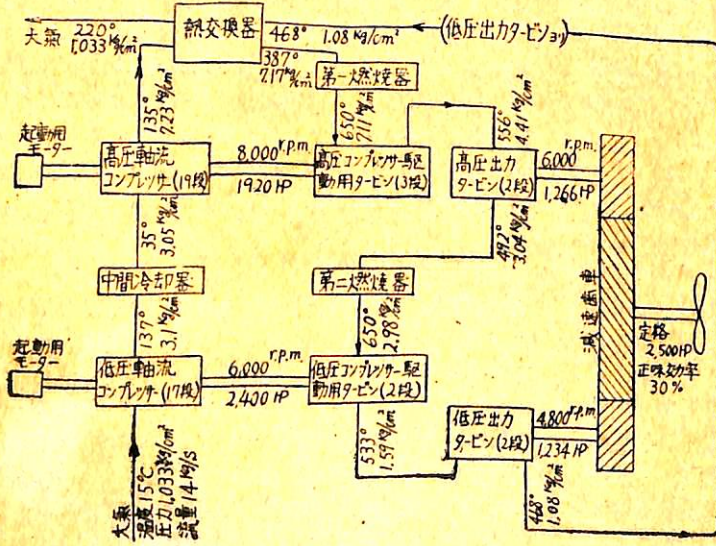 大氣
220°
1,033 kg/cm²
熱交換器
468°
1.08 kg/cm²
(低圧出力タービンヨリ)
387°
7.17 kg/cm²
第一燃焼器
135°
7.23 kg/cm²
650°
7.11 kg/cm²
556°
4.41 kg/cm²
起動用
モーター
高圧軸流
コンプレッサー(19段)
8,000 r.p.m.
1920 HP
高圧コンプレッサー駆
動用タービン(3段)
高圧出力
タービン(2段)
6,000 r.p.m.
1,266 HP
35°
3.05 kg/cm²
492°
3.04 kg/cm²
中間冷却器
第二燃焼器
減速歯車
137°
3.1 kg/cm²
650°
2.98 kg/cm²
定格
2,500 HP
正味効率
30%
起動用
モーター
低圧軸流
コンプレッサー(17段)
6,000 r.p.m.
2,400 HP
低圧コンプレッサー駆
動用タービン(2段)
533°
1.59 kg/cm²
低圧出力
タービン(2段)
4,800 r.p.m.
1,234 HP
468°
1.08 kg/cm²
大氣
温度 15℃
圧力 1,033 kg/cm²
流量 14 kg/s